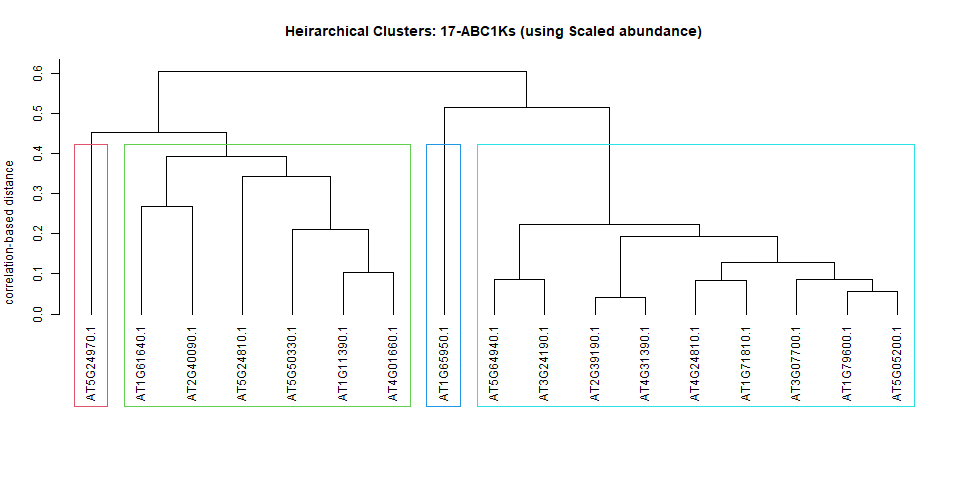 Heirarchical Clusters: 17-ABC1Ks (using Scaled abundance)
correlation-based distance
0.6
0.5
0.4
0.3
0.2
0.1
0.0
AT5G24970.1
AT1G61640.1
AT2G40090.1
AT5G24810.1
AT5G50330.1
AT1G11390.1
AT4G01660.1
AT1G65950.1
AT5G64940.1
AT3G24190.1
AT2G39190.1
AT4G31390.1
AT4G24810.1
AT1G71810.1
AT3G07700.1
AT1G79600.1
AT5G05200.1